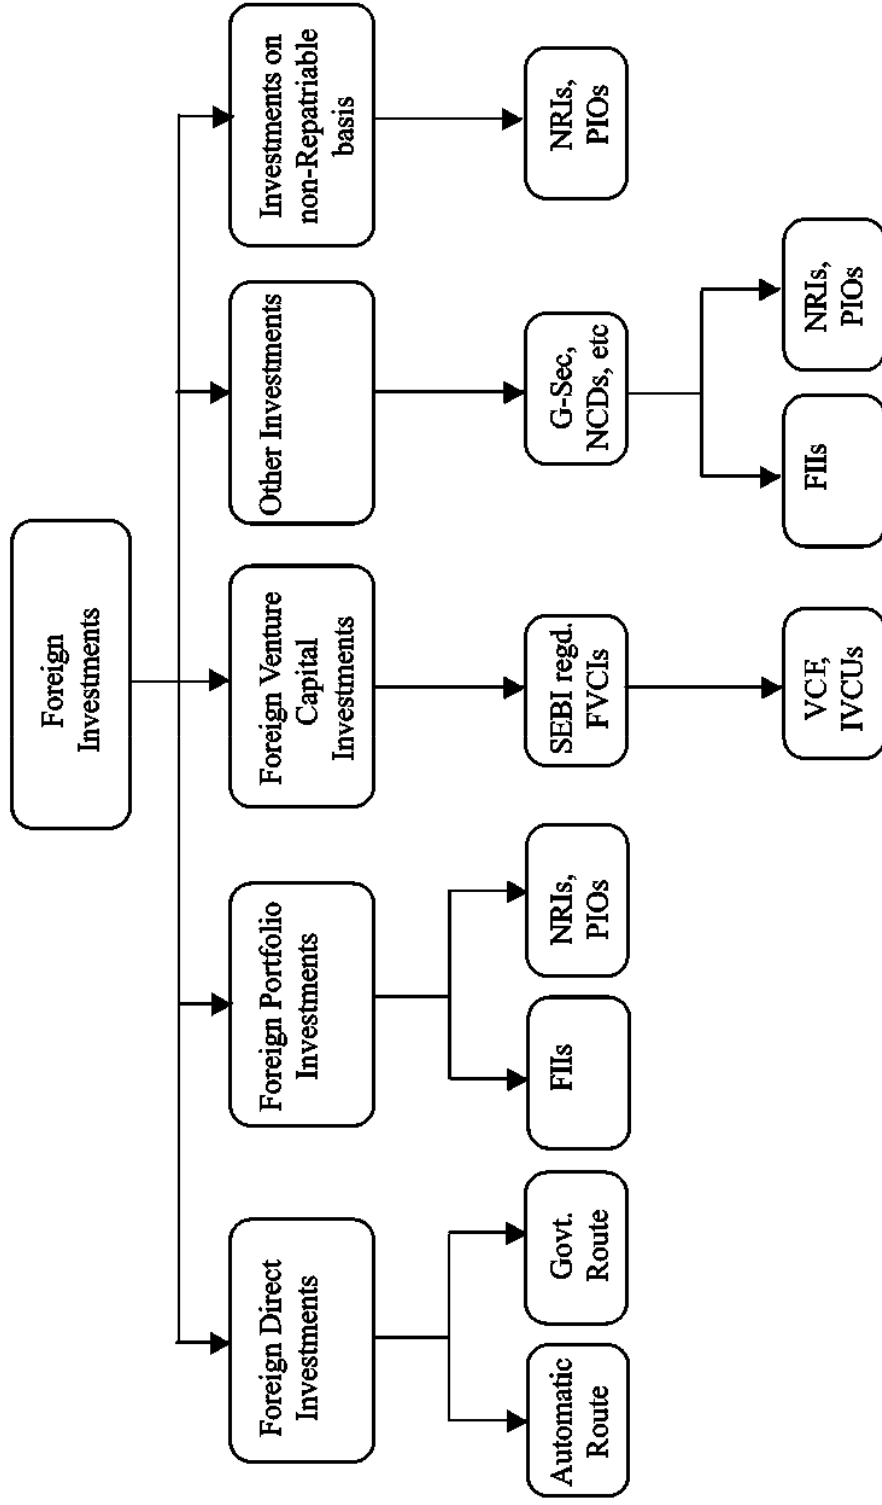 Foreign
Investments
Foreign Direct
Investments
Foreign Portfolio
Investments
Foreign Venture
Capital
Investments
Other Investments
Investments on
non-Repatriable
basis
Automatic
Route
Govt.
Route
FIIs
NRIs,
PIOs
SEBI regd.
FVCIs
G-Sec,
NCDs, etc
NRIs,
PIOs
VCF,
IVCUs
FIIs
NRIs,
PIOs